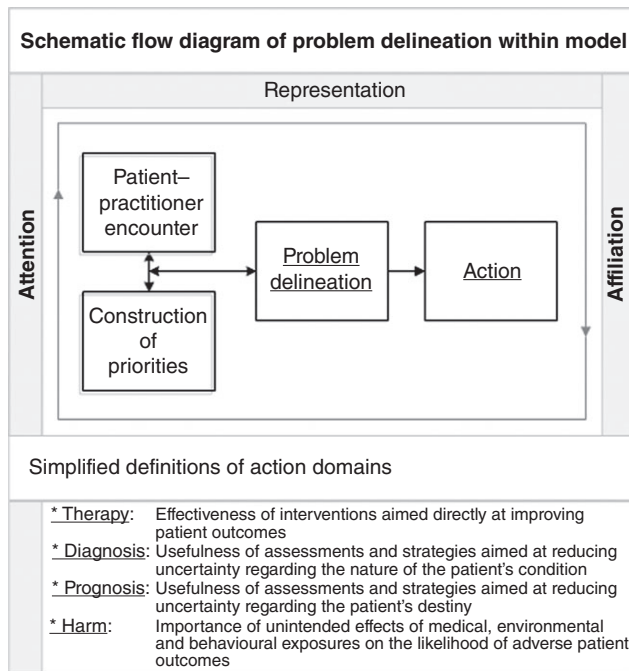 Schematic flow diagram of problem delineation within model
Representation
Attention
Patient–
practitioner
encounter
Construction
of
priorities
Problem
delineation
Action
Affiliation
Simplified definitions of action domains
* Therapy: Effectiveness of interventions aimed directly at improving
patient outcomes
* Diagnosis: Usefulness of assessments and strategies aimed at reducing
uncertainty regarding the nature of the patient's condition
* Prognosis: Usefulness of assessments and strategies aimed at reducing
uncertainty regarding the patient's destiny
* Harm: Importance of unintended effects of medical, environmental
and behavioural exposures on the likelihood of adverse patient
outcomes